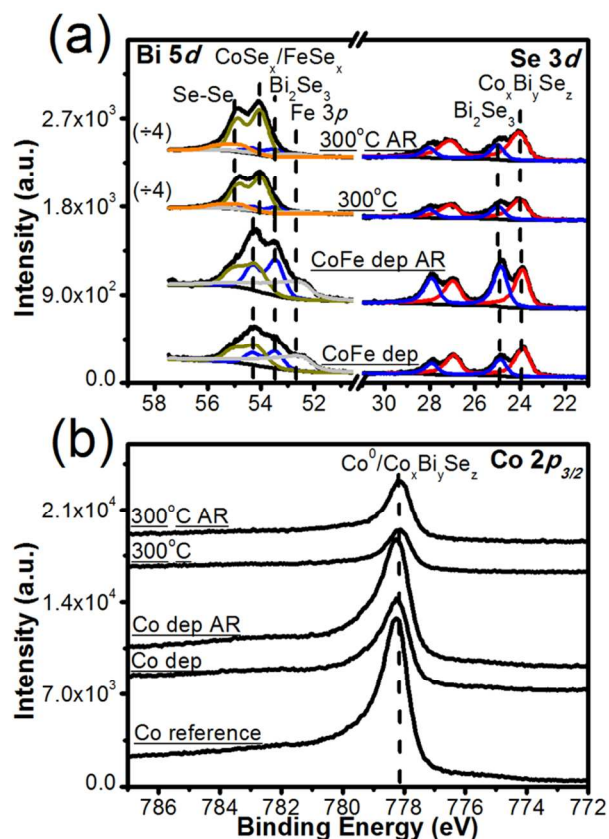 (a)
Bi 5d
CoSeₓ/FeSeₓ
Se 3d
Se-Se
Bi₂Se₃
Fe 3p
CoₓBiᵧSe_z
Bi₂Se₃
2.7x10³
(÷4)
300°C AR
1.8x10³
(÷4)
300°C
CoFe dep AR
9.0x10²
CoFe dep
0.0
58 56 54 52 30 28 26 24 22
Intensity (a.u.)
(b)
Co⁰/CoₓBiᵧSe_z
Co 2p₃/₂
2.1x10⁴
300°C AR
300°C
1.4x10⁴
Co dep AR
Co dep
7.0x10³
Co reference
0.0
786 784 782 780 778 776 774 772
Intensity (a.u.)
Binding Energy (eV)